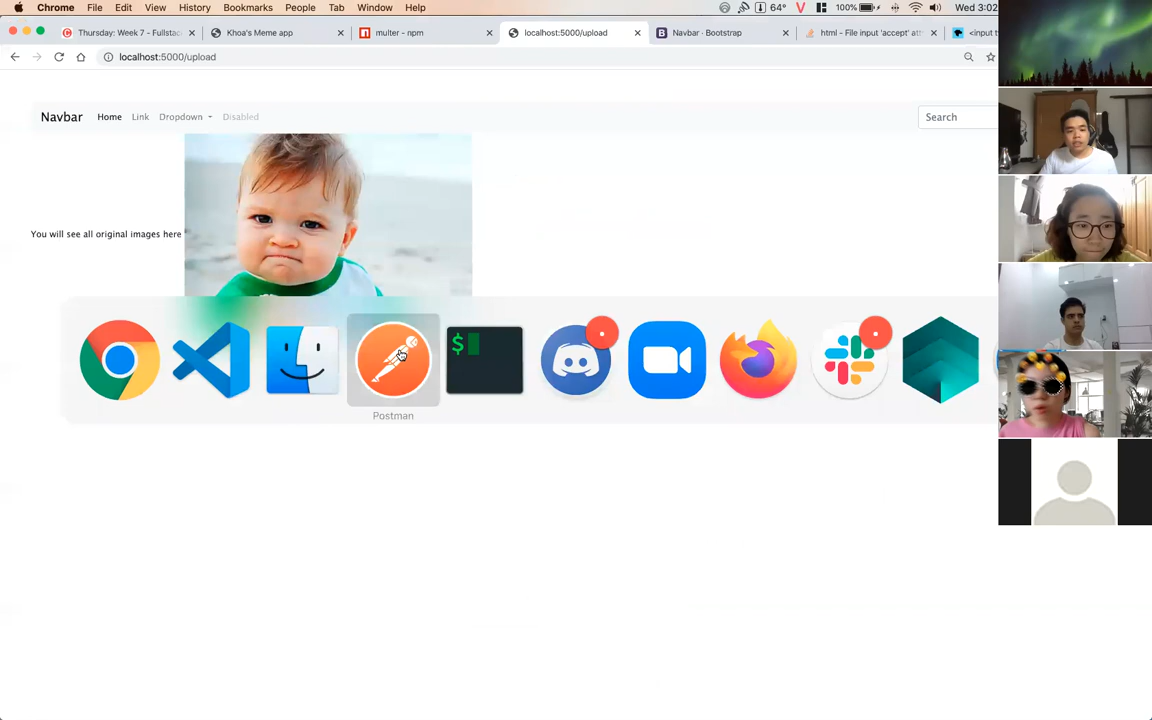 Chrome File Edit View History Bookmarks People Tab Window Help 64° 100% Wed 3:02
Thursday: Week 7 - Fullstac
Khoa's Meme app
multer - npm
localhost:5000/upload
Navbar · Bootstrap
html - File input 'accept' att
<input t
localhost:5000/upload
Navbar Home Link Dropdown Disabled Search
You will see all original images here
$
Postman